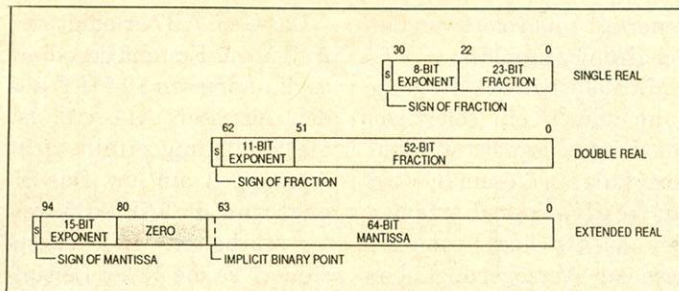 30 22 0
S 8-BIT EXPONENT 23-BIT FRACTION SINGLE REAL
SIGN OF FRACTION
62 51 0
S 11-BIT EXPONENT 52-BIT FRACTION DOUBLE REAL
SIGN OF FRACTION
94 80 63 0
S 15-BIT EXPONENT ZERO 64-BIT MANTISSA EXTENDED REAL
SIGN OF MANTISSA IMPLICIT BINARY POINT